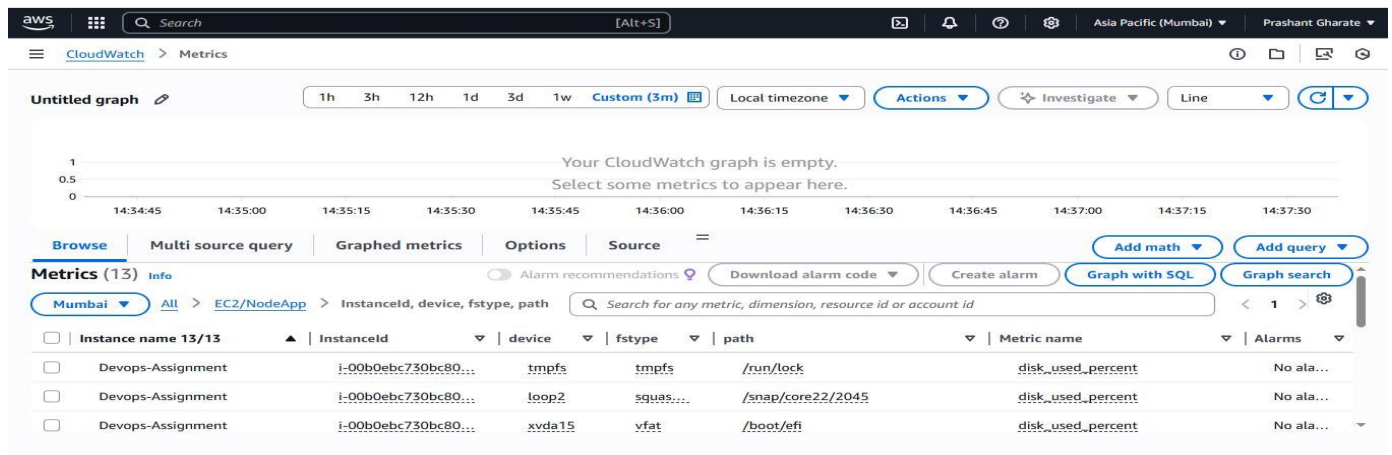 aws Search [Alt+S] Asia Pacific (Mumbai) Prashant Gharate
CloudWatch > Metrics
Untitled graph 1h 3h 12h 1d 3d 1w Custom (3m) Local timezone Actions Investigate Line
Your CloudWatch graph is empty.
Select some metrics to appear here.
1
0.5
0
14:34:45 14:35:00 14:35:15 14:35:30 14:35:45 14:36:00 14:36:15 14:36:30 14:36:45 14:37:00 14:37:15 14:37:30
Browse Multi source query Graphed metrics Options Source Add math Add query
Metrics (13) Info Alarm recommendations Download alarm code Create alarm Graph with SQL Graph search
Mumbai All > EC2/NodeApp > InstanceId, device, fstype, path Search for any metric, dimension, resource id or account id < 1 >
Instance name 13/13 InstanceId device fstype path Metric name Alarms
Devops-Assignment i-00b0ebc730bc80... tmpfs tmpfs /run/lock disk_used_percent No ala...
Devops-Assignment i-00b0ebc730bc80... loop2 squas... /snap/core22/2045 disk_used_percent No ala...
Devops-Assignment i-00b0ebc730bc80... xvda15 vfat /boot/efi disk_used_percent No ala...